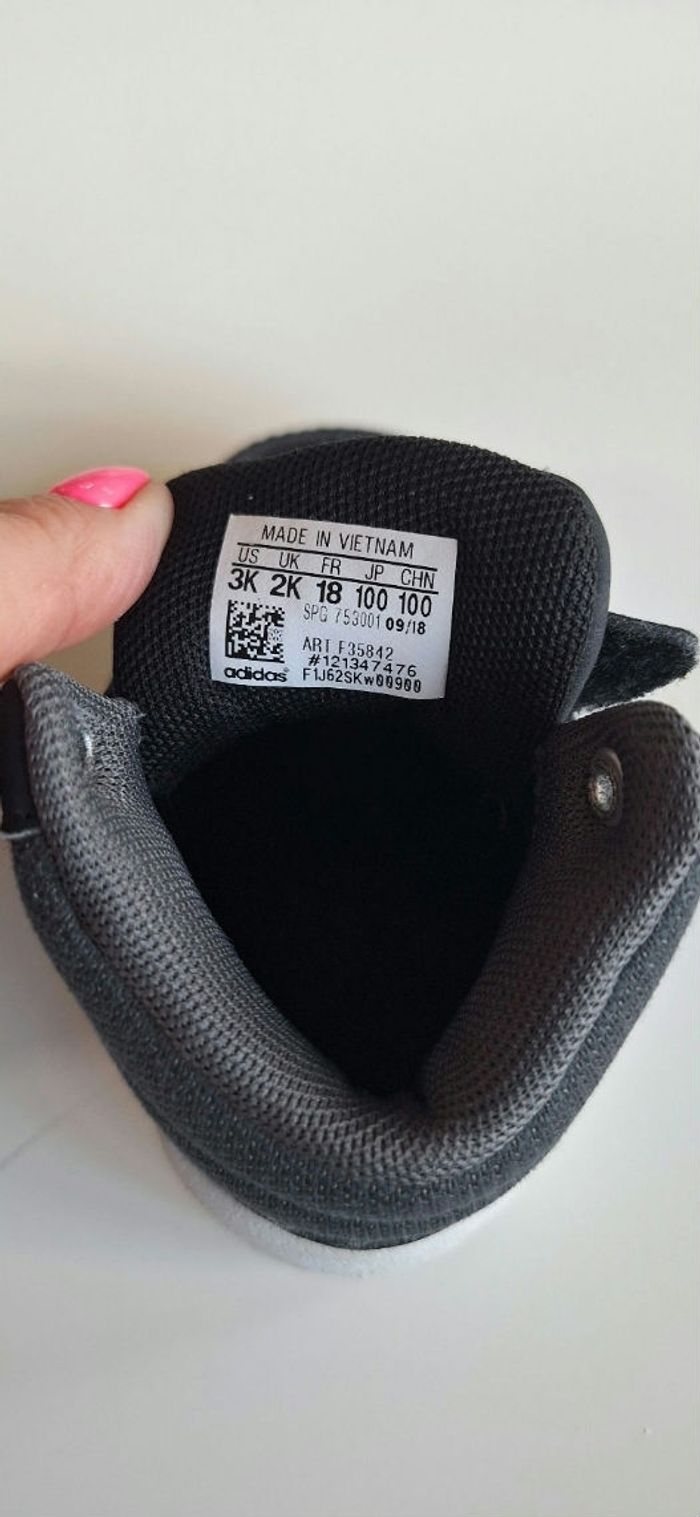 MADE IN VIETNAM
US UK FR JP CHN
3K 2K 18 100 100
SPG 753001 09/18
ART F35842
#121347476
adidas® F1J62SKw00900